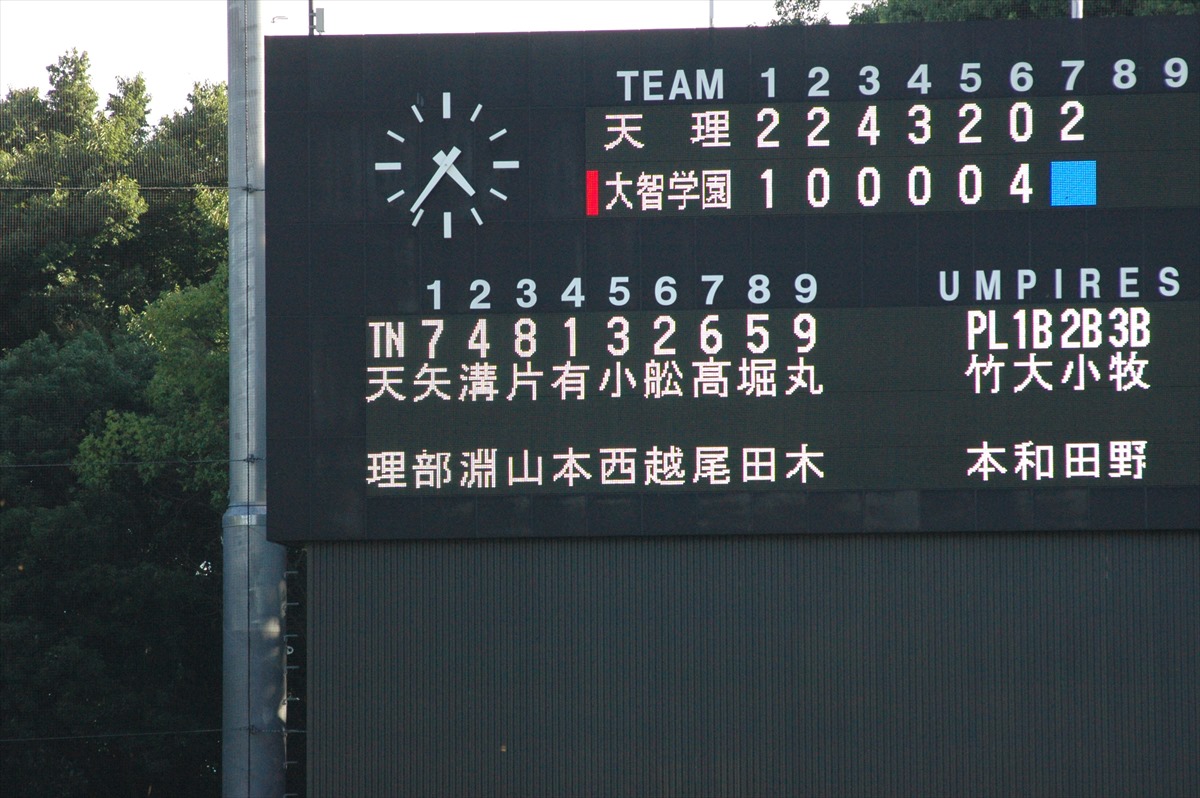 TEAM 1 2 3 4 5 6 7 8 9
天理 2 2 4 3 2 0 2
大智学園 1 0 0 0 0 4
1 2 3 4 5 6 7 8 9 UMPIRES
TN 7 4 8 1 3 2 6 5 9 PL 1B 2B 3B
天 矢 溝 片 有 小 舩 髙 堀 丸 竹 大 小 牧
理 部 淵 山 本 西 越 尾 田 木 本 和 田 野